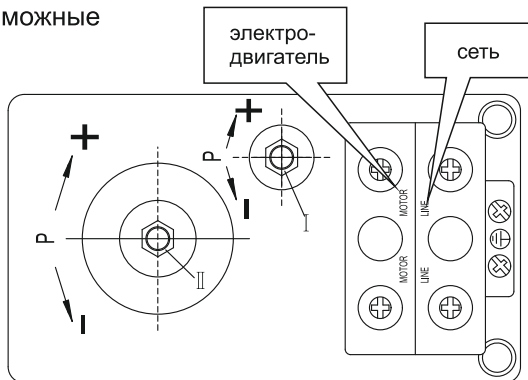 можные
электро-
двигатель
сеть
+
+
P
P
-
-
I
II
MOTOR
LINE
MOTOR
LINE